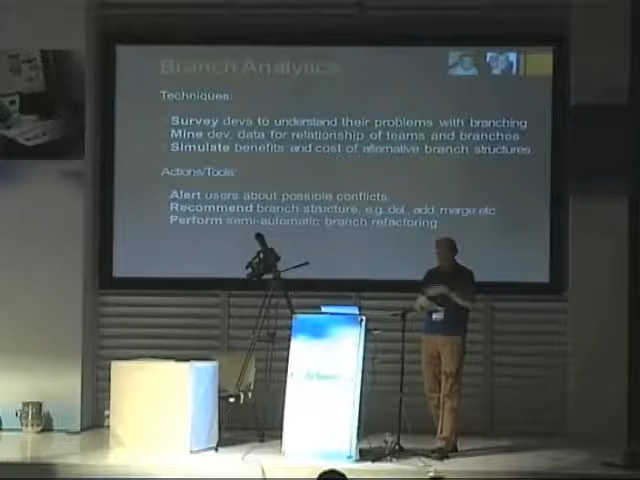 Branch Analytics
Techniques:
Survey devs to understand their problems with branching
Mine dev. data for relationship of teams and branches
Simulate benefits and cost of alternative branch structures
Actions/Tools:
Alert users about possible conflicts
Recommend branch structure, e.g. del., add, merge etc
Perform semi-automatic branch refactoring